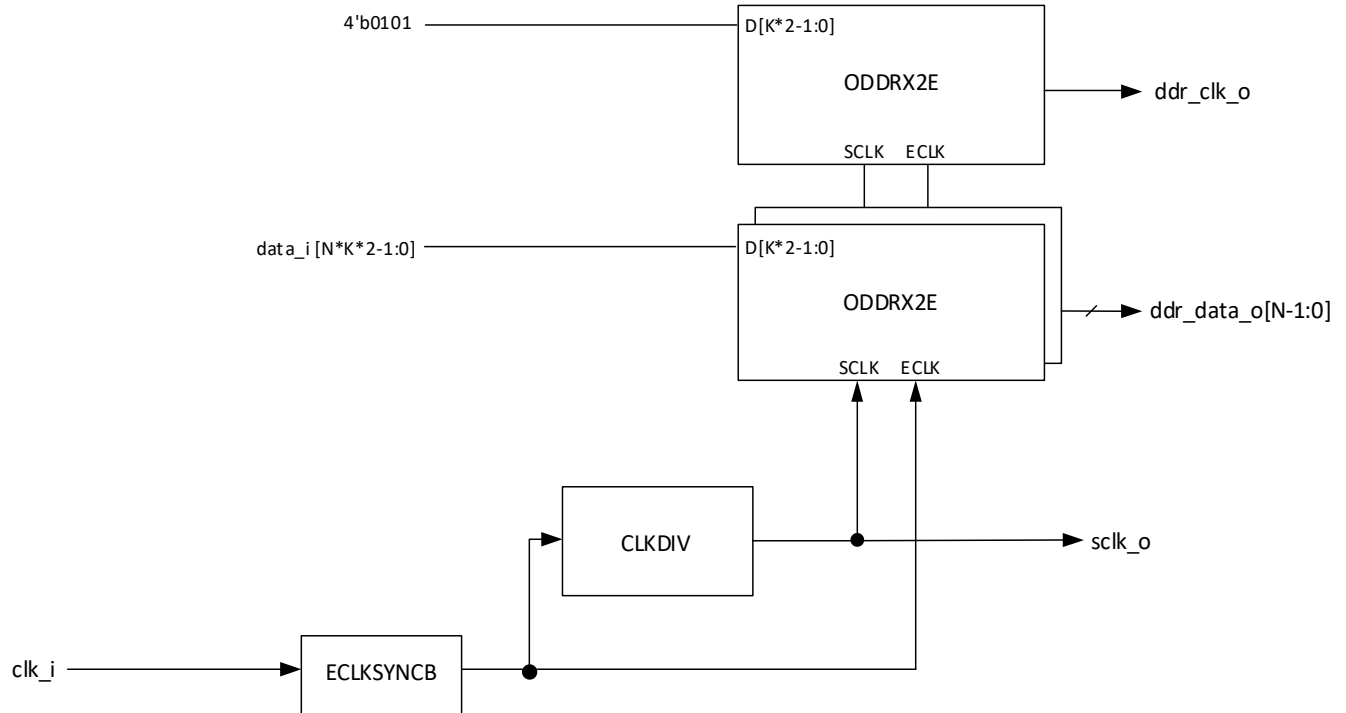 4'b0101
D[K*2-1:0]
ODDRX2E
ddr_clk_o
SCLK ECLK
data_i [N*K*2-1:0]
D[K*2-1:0]
ODDRX2E
ddr_data_o[N-1:0]
SCLK ECLK
CLKDIV
sclk_o
clk_i
ECLKSYNCB